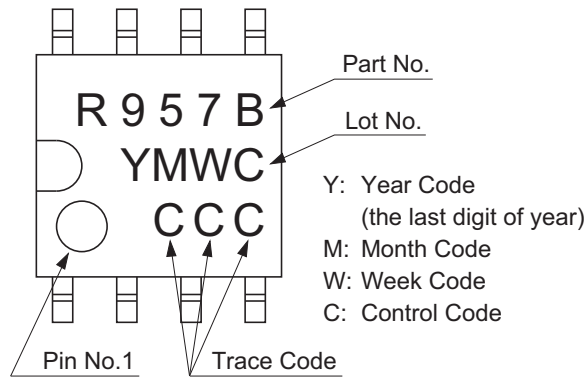 Part No.
R957B
Lot No.
YMWC
CCC
Y: Year Code
(the last digit of year)
M: Month Code
W: Week Code
C: Control Code
Pin No.1
Trace Code